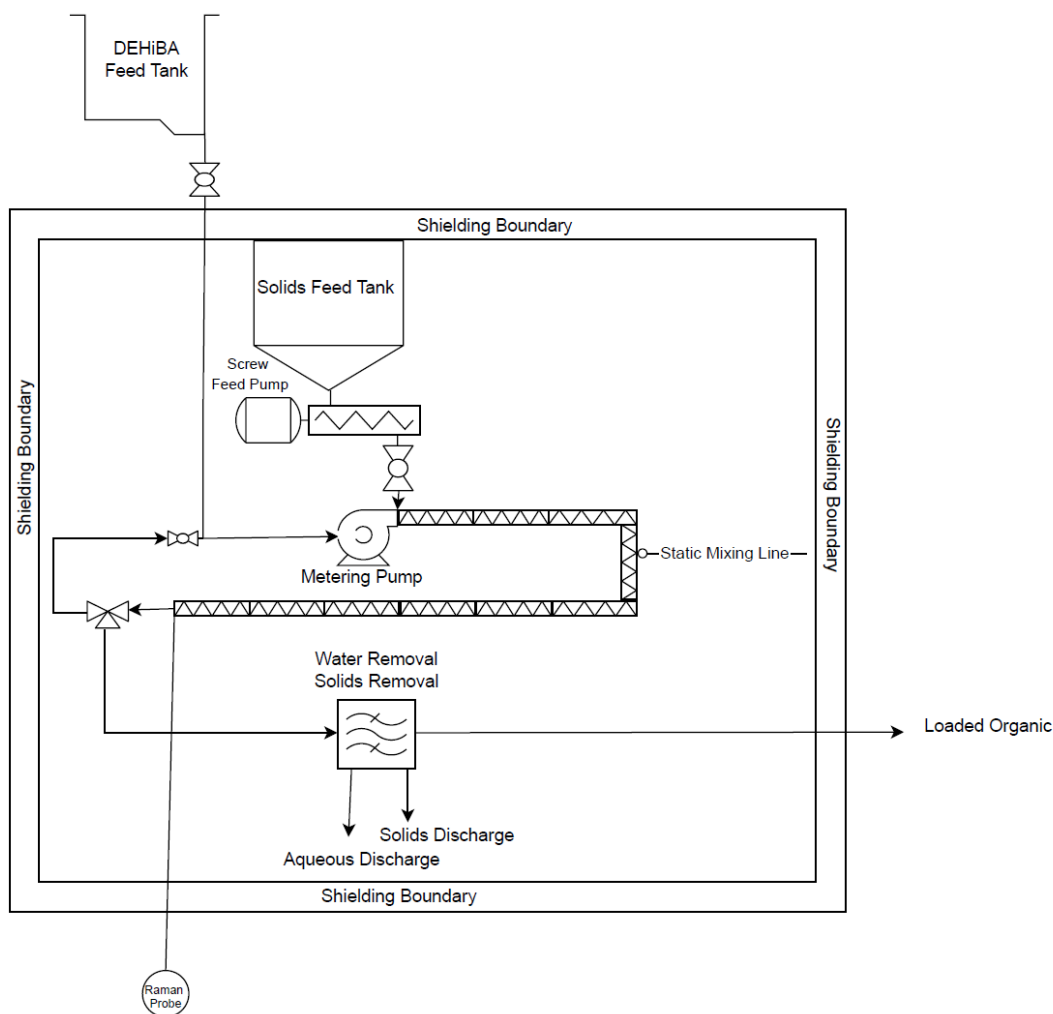 DEHiBA
Feed Tank
Shielding Boundary
Solids Feed Tank
Screw
Feed Pump
Shielding Boundary
Shielding Boundary
Static Mixing Line
Metering Pump
Water Removal
Solids Removal
Loaded Organic
Solids Discharge
Aqueous Discharge
Shielding Boundary
Raman
Probe